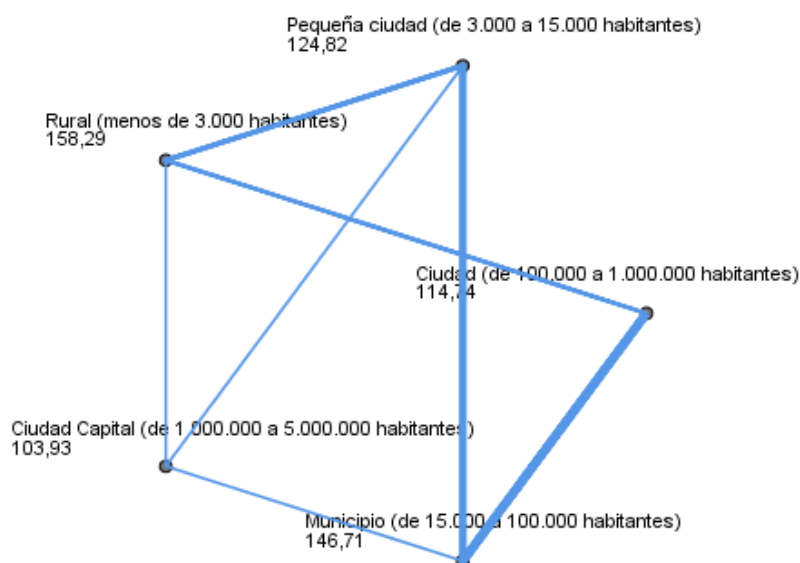 Pequeña ciudad (de 3.000 a 15.000 habitantes)
124,82
Rural (menos de 3.000 habitantes)
158,29
Ciudad (de 100.000 a 1.000.000 habitantes)
114,74
Ciudad Capital (de 1.000.000 a 5.000.000 habitantes)
103,93
Municipio (de 15.000 a 100.000 habitantes)
146,71